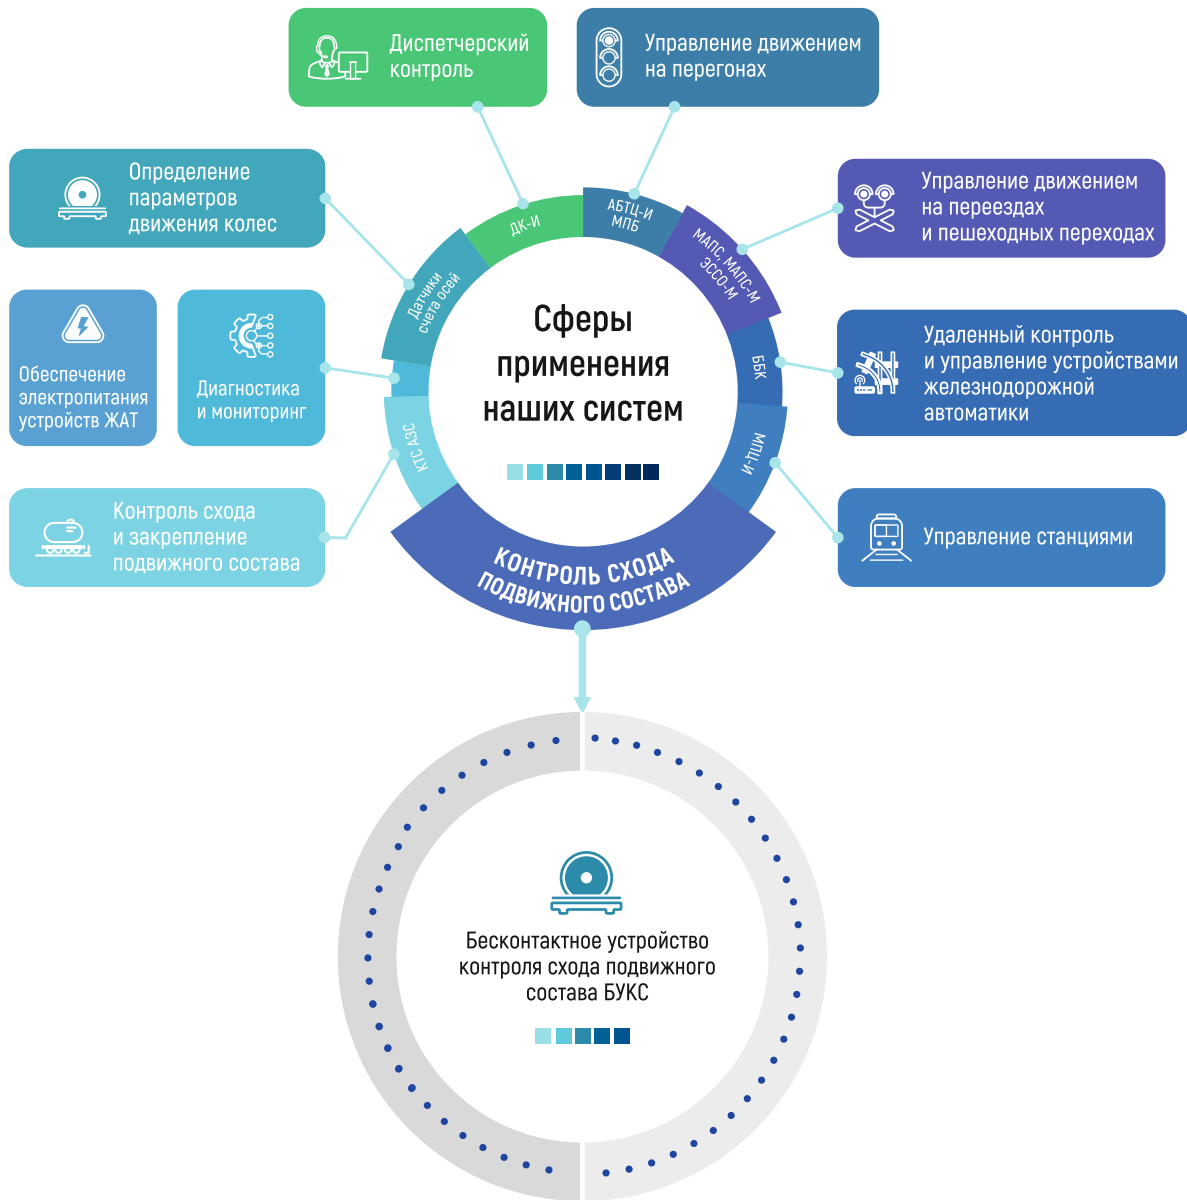 Диспетчерский
контроль
Управление движением
на перегонах
Определение
параметров
движения колес
Управление движением
на переездах
и пешеходных переходах
Обеспечение
электропитания
устройств ЖАТ
Диагностика
и мониторинг
Удаленный контроль
и управление устройствами
железнодорожной
автоматики
Контроль схода
и закрепление
подвижного состава
Управление станциями
КТС АЗС
Датчики
счета осей
ДК-И
АБТЦ-И
МПБ
МАПС, МАПС-М
ЭССО-М
ББК
МПЦ-И
Сферы
применения
наших систем
КОНТРОЛЬ СХОДА
ПОДВИЖНОГО СОСТАВА
Бесконтактное устройство
контроля схода подвижного
состава БУКС